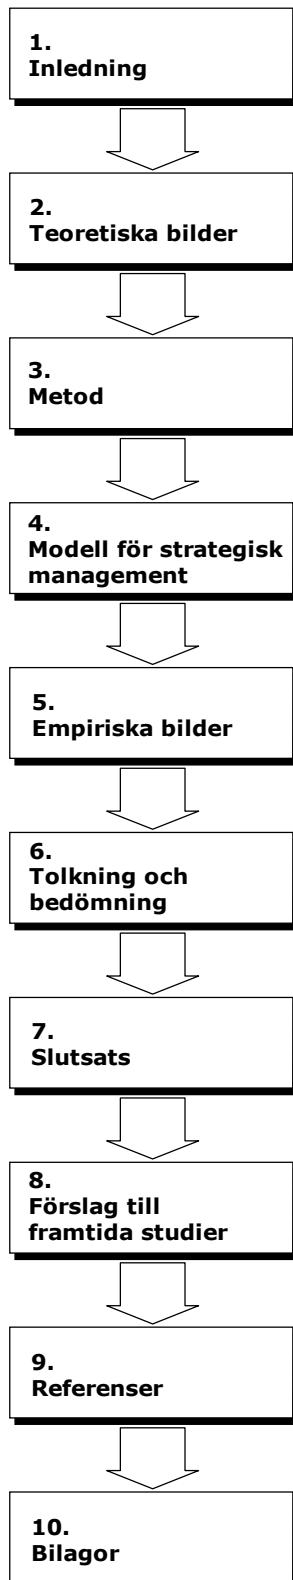 1.
Inledning
2.
Teoretiska bilder
3.
Metod
4.
Modell för strategisk
management
5.
Empiriska bilder
6.
Tolkning och
bedömning
7.
Slutsats
8.
Förslag till
framtida studier
9.
Referenser
10.
Bilagor